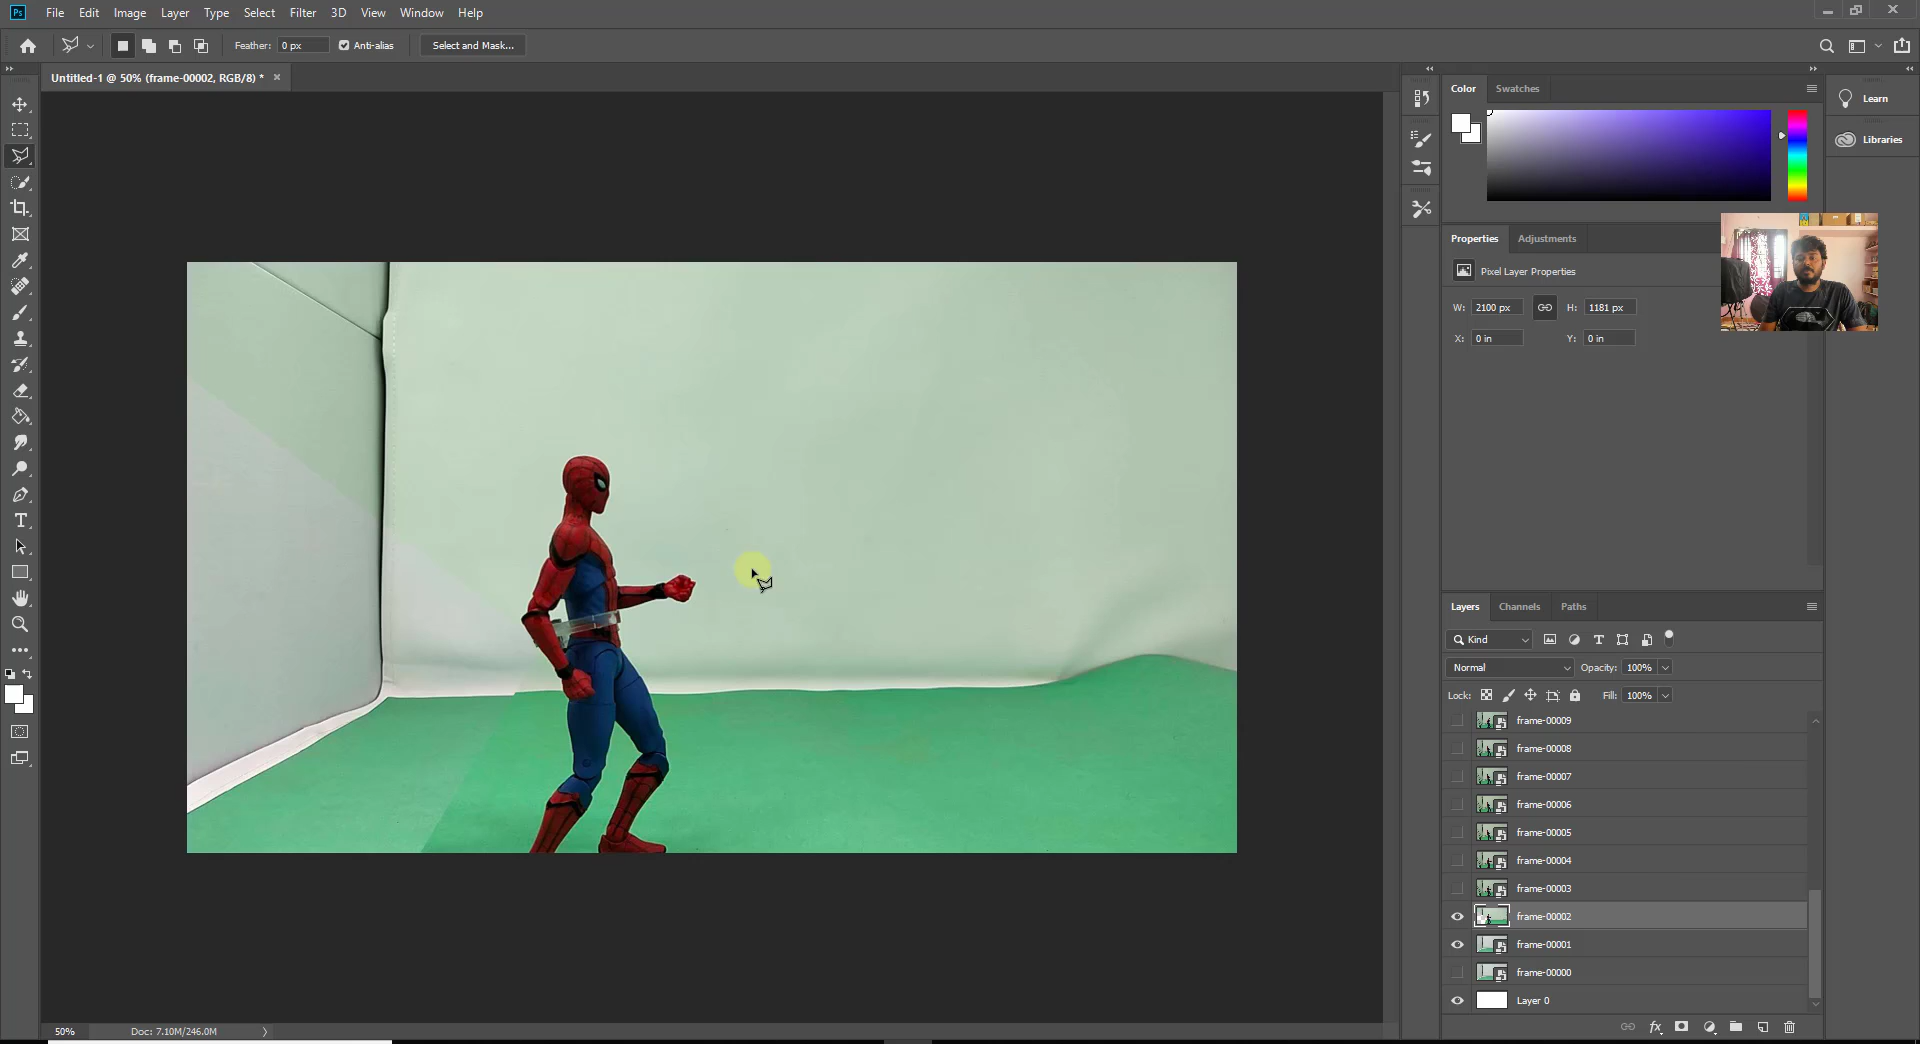 Ps File Edit Image Layer Type Select Filter 3D View Window Help
Feather: 0 px Anti-alias Select and Mask...
Untitled-1 @ 50% (frame-00002, RGB/8) *
Color Swatches
Learn
Libraries
Properties Adjustments
Pixel Layer Properties
W: 2100 px H: 1181 px
X: 0 in Y: 0 in
Layers Channels Paths
Kind
Normal Opacity: 100%
Lock: Fill: 100%
frame-00009
frame-00008
frame-00007
frame-00006
frame-00005
frame-00004
frame-00003
frame-00002
frame-00001
frame-00000
Layer 0
50% Doc: 7.10M/246.0M